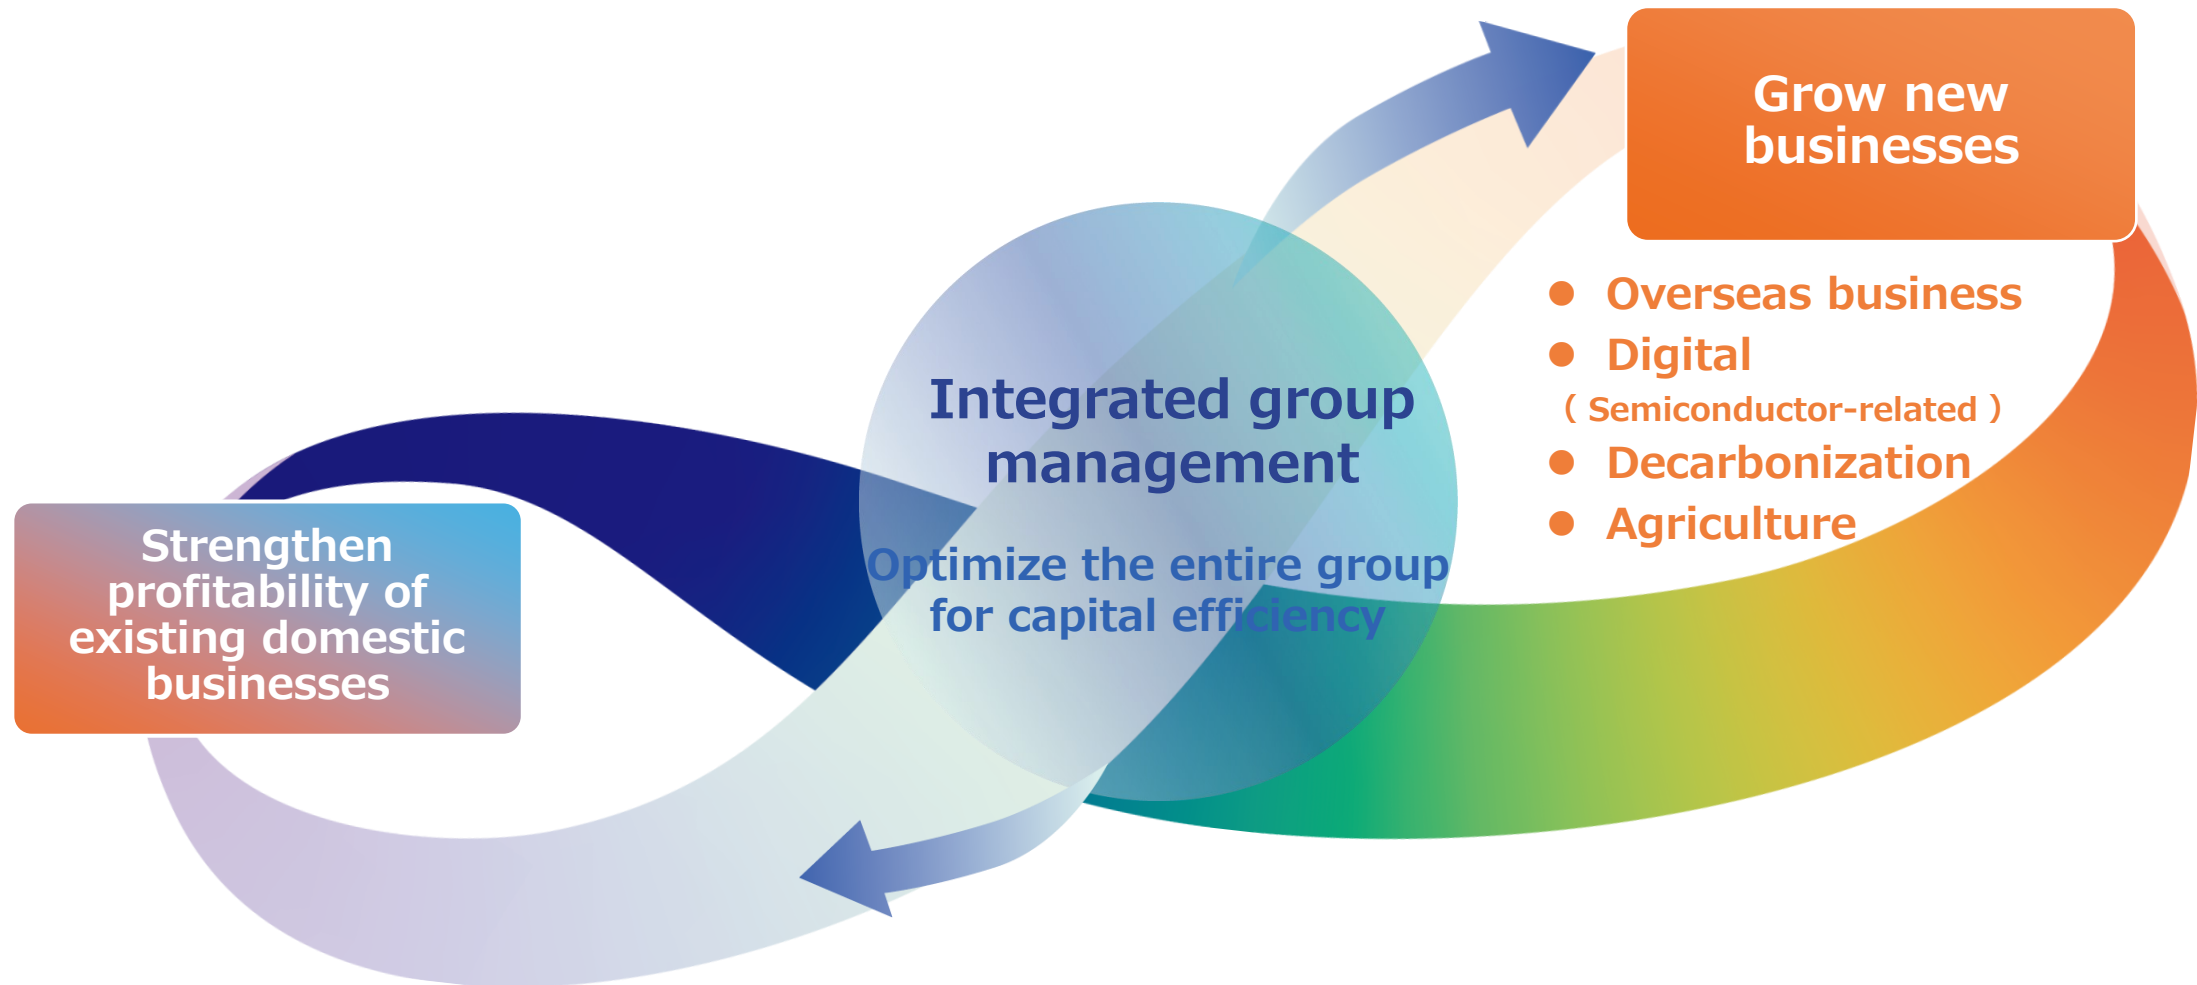 Grow new
businesses
● Overseas business
● Digital
（ Semiconductor-related ）
● Decarbonization
● Agriculture
Integrated group
management
Optimize the entire group
for capital efficiency
Strengthen
profitability of
existing domestic
businesses